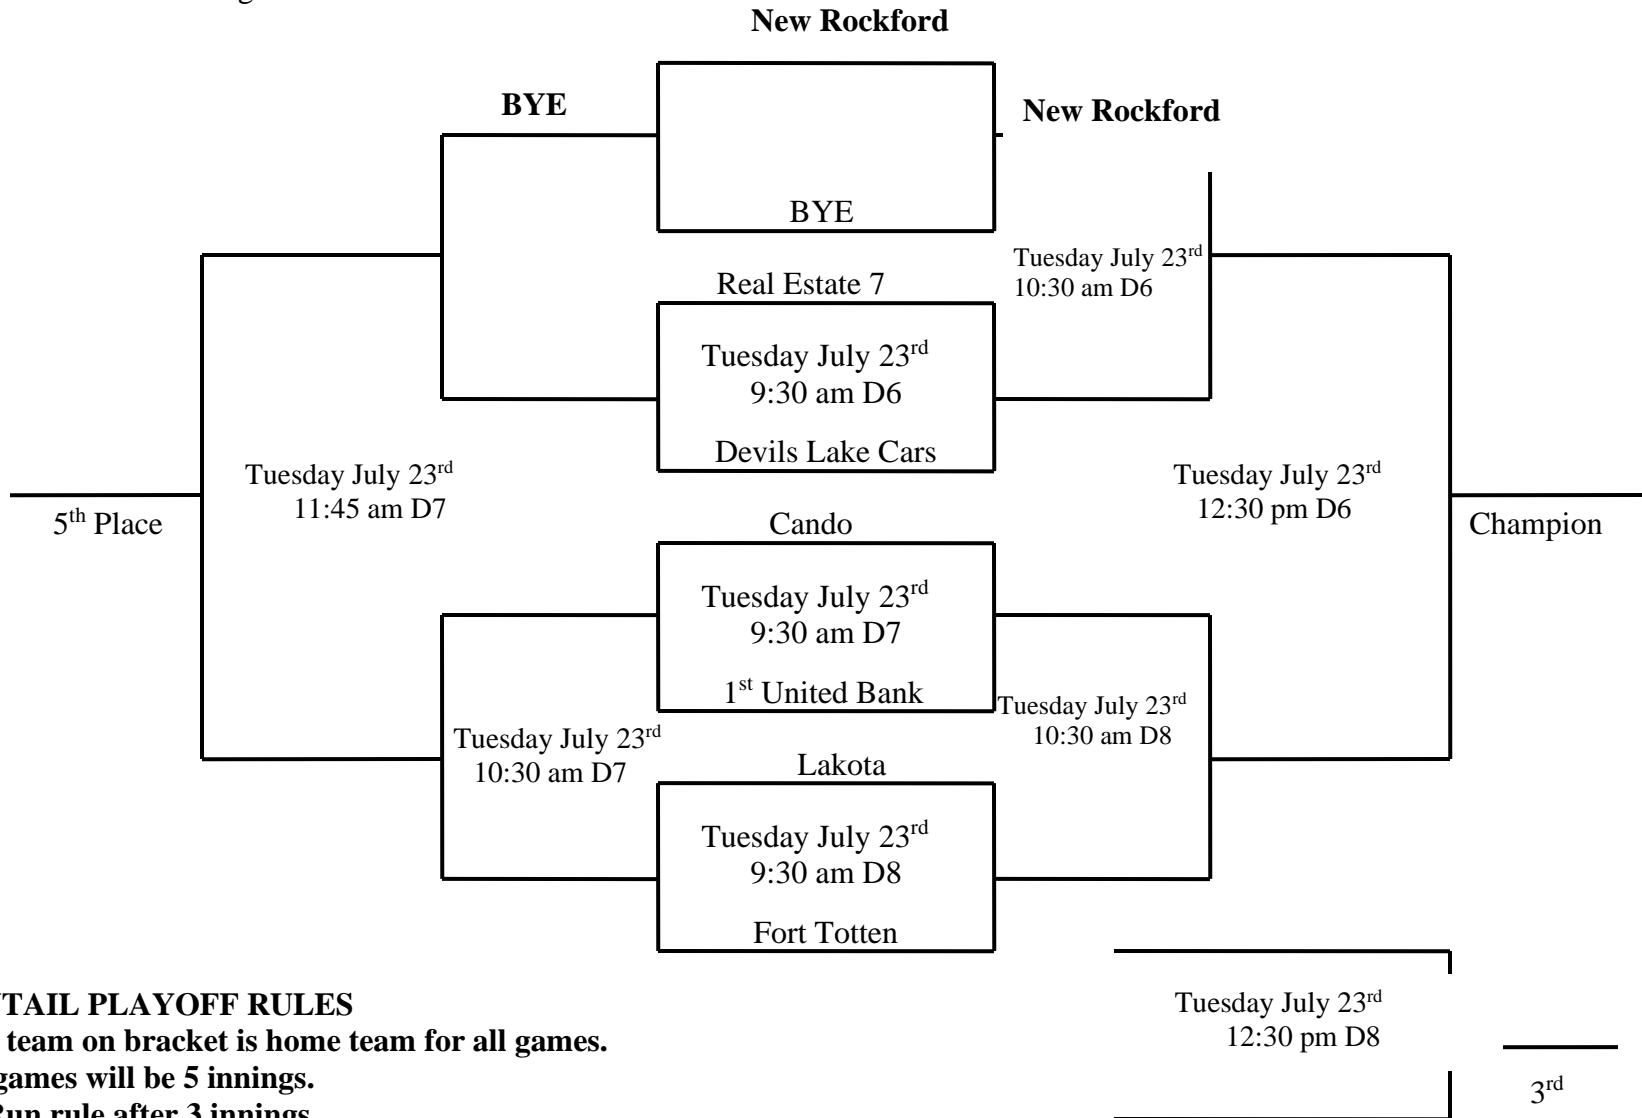 New Rockford
BYE
New Rockford
BYE
Tuesday July 23rd
10:30 am D6
Real Estate 7
Tuesday July 23rd
9:30 am D6
Devils Lake Cars
Tuesday July 23rd
11:45 am D7
Tuesday July 23rd
12:30 pm D6
5th Place
Cando
Champion
Tuesday July 23rd
9:30 am D7
1st United Bank
Tuesday July 23rd
10:30 am D8
Tuesday July 23rd
10:30 am D7
Lakota
Tuesday July 23rd
9:30 am D8
Fort Totten
Tuesday July 23rd
12:30 pm D8
3rd
PLAYOFF RULES
team on bracket is home team for all games.
games will be 5 innings.
Run rule after 3 innings